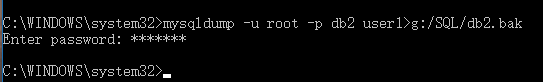 C:\WINDOWS\system32>mysqldump -u root -p db2 user1>g:/SQL/db2.bak
Enter password: *******
C:\WINDOWS\system32>